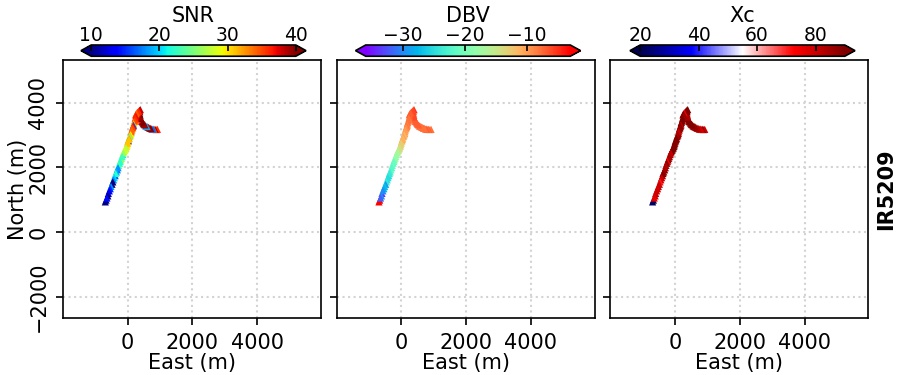 SNR DBV Xc
10 20 30 40 −30 −20 −10 20 40 60 80
4000
2000
0
−2000
North (m)
IR5209
0 2000 4000 0 2000 4000 0 2000 4000
East (m) East (m) East (m)